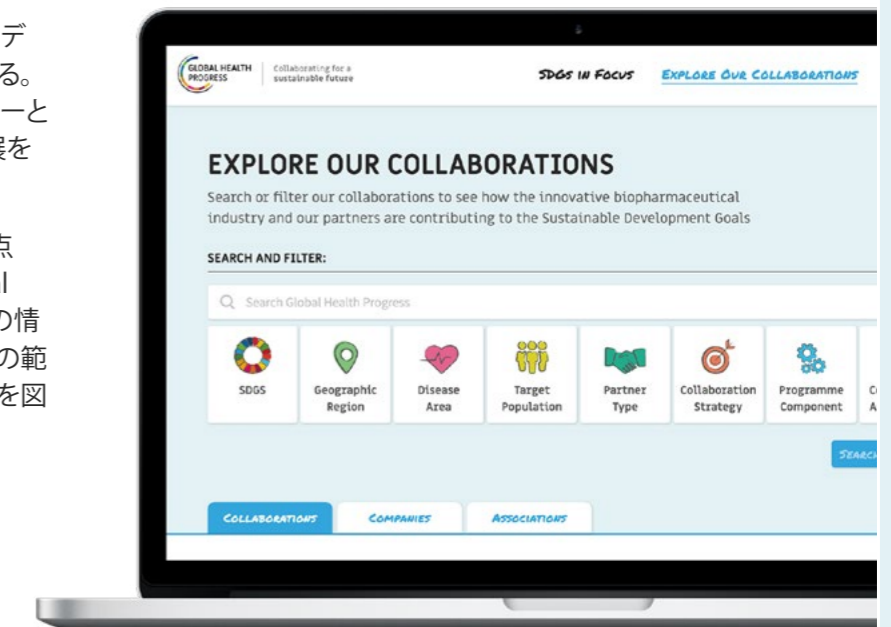 デ
る。
ーと
展を
点
al
の情
の範
を図
GLOBAL HEALTH
PROGRESS
Collaborating for a
sustainable future
SDGs IN FOCUS
EXPLORE OUR COLLABORATIONS
EXPLORE OUR COLLABORATIONS
Search or filter our collaborations to see how the innovative biopharmaceutical
industry and our partners are contributing to the Sustainable Development Goals
SEARCH AND FILTER:
Search Global Health Progress
SDGS
Geographic
Region
Disease
Area
Target
Population
Partner
Type
Collaboration
Strategy
Programme
Component
C
A
SEARCH
COLLABORATIONS
COMPANIES
ASSOCIATIONS